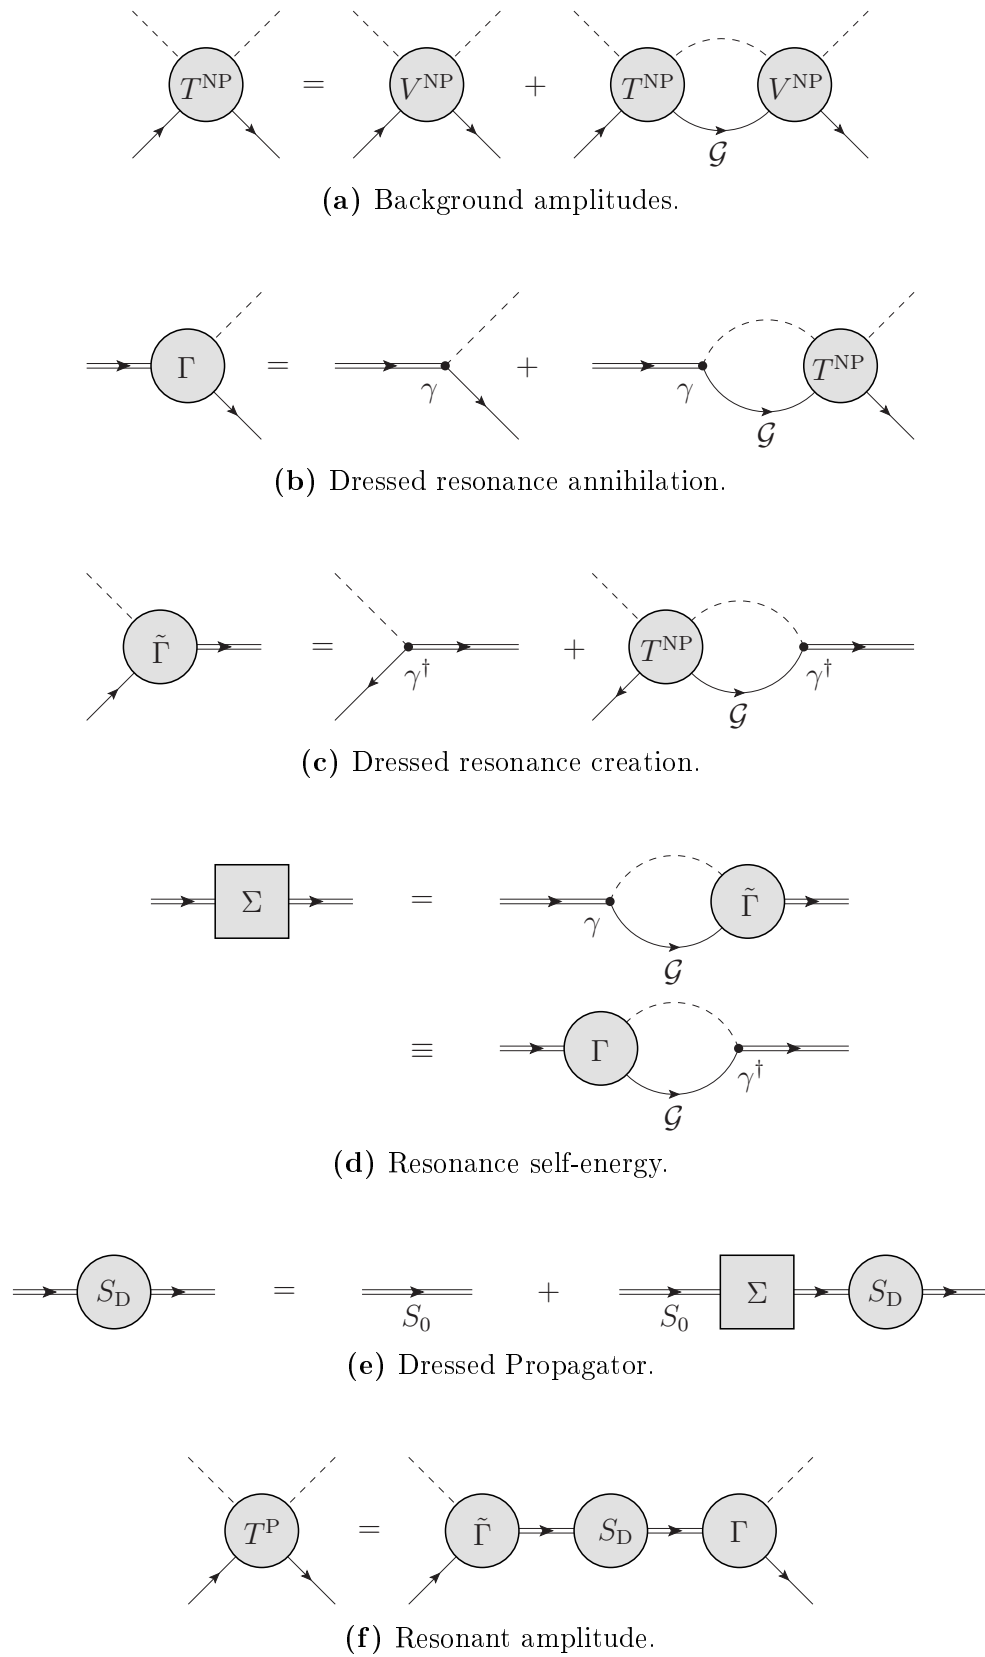 T^NP = V^NP + T^NP V^NP
𝒢
(a) Background amplitudes.
Γ = γ + γ T^NP
𝒢
(b) Dressed resonance annihilation.
Γ̃ = γ† + T^NP γ†
𝒢
(c) Dressed resonance creation.
Σ = γ Γ̃
𝒢
≡ Γ γ†
𝒢
(d) Resonance self-energy.
S_D = S_0 + S_0 Σ S_D
(e) Dressed Propagator.
T^P = Γ̃ S_D Γ
(f) Resonant amplitude.